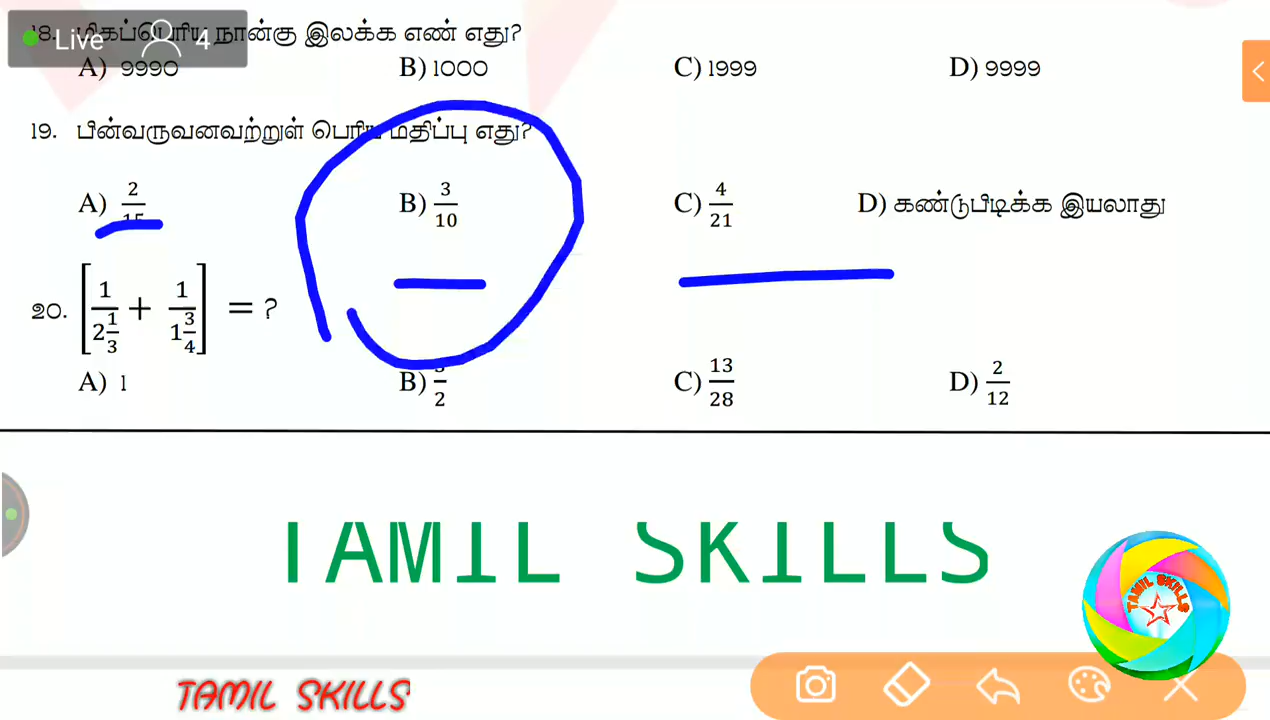 Live 4
18. மிகப்பெரிய நான்கு இலக்க எண் எது?
A) 9990 B) 1000 C) 1999 D) 9999
19. பின்வருவனவற்றுள் பெரிய மதிப்பு எது?
A) 2/15 B) 3/10 C) 4/21 D) கண்டுபிடிக்க இயலாது
20. [1/2 1/3 + 1/1 3/4] = ?
A) 1 B) 3/2 C) 13/28 D) 2/12
TAMIL SKILLS
TAMIL SKILLS
TAMIL SKILLS